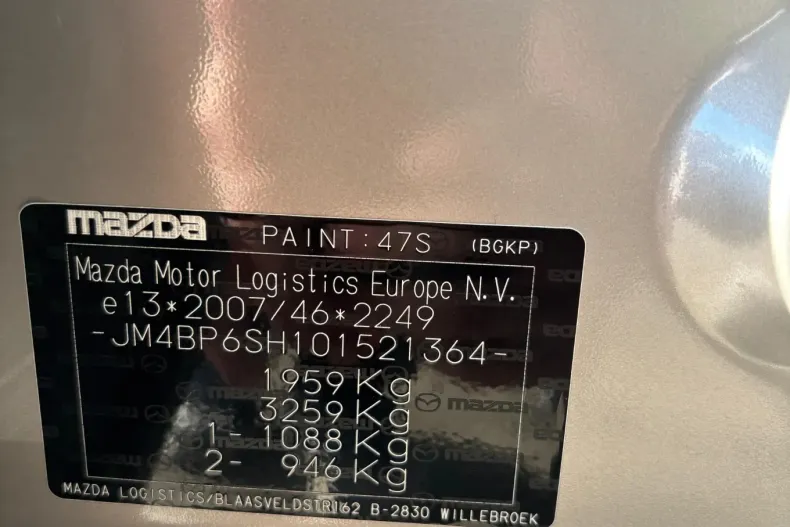 mazda PAINT:47S (BGKP)
Mazda Motor Logistics Europe N.V.
e13*2007/46*2249
-JM4BP6SH101521364-
1959 Kg
3259 Kg
1- 1088 Kg
2- 946 Kg
MAZDA LOGISTICS/BLAASVELDSTR162 B-2830 WILLEBROEK